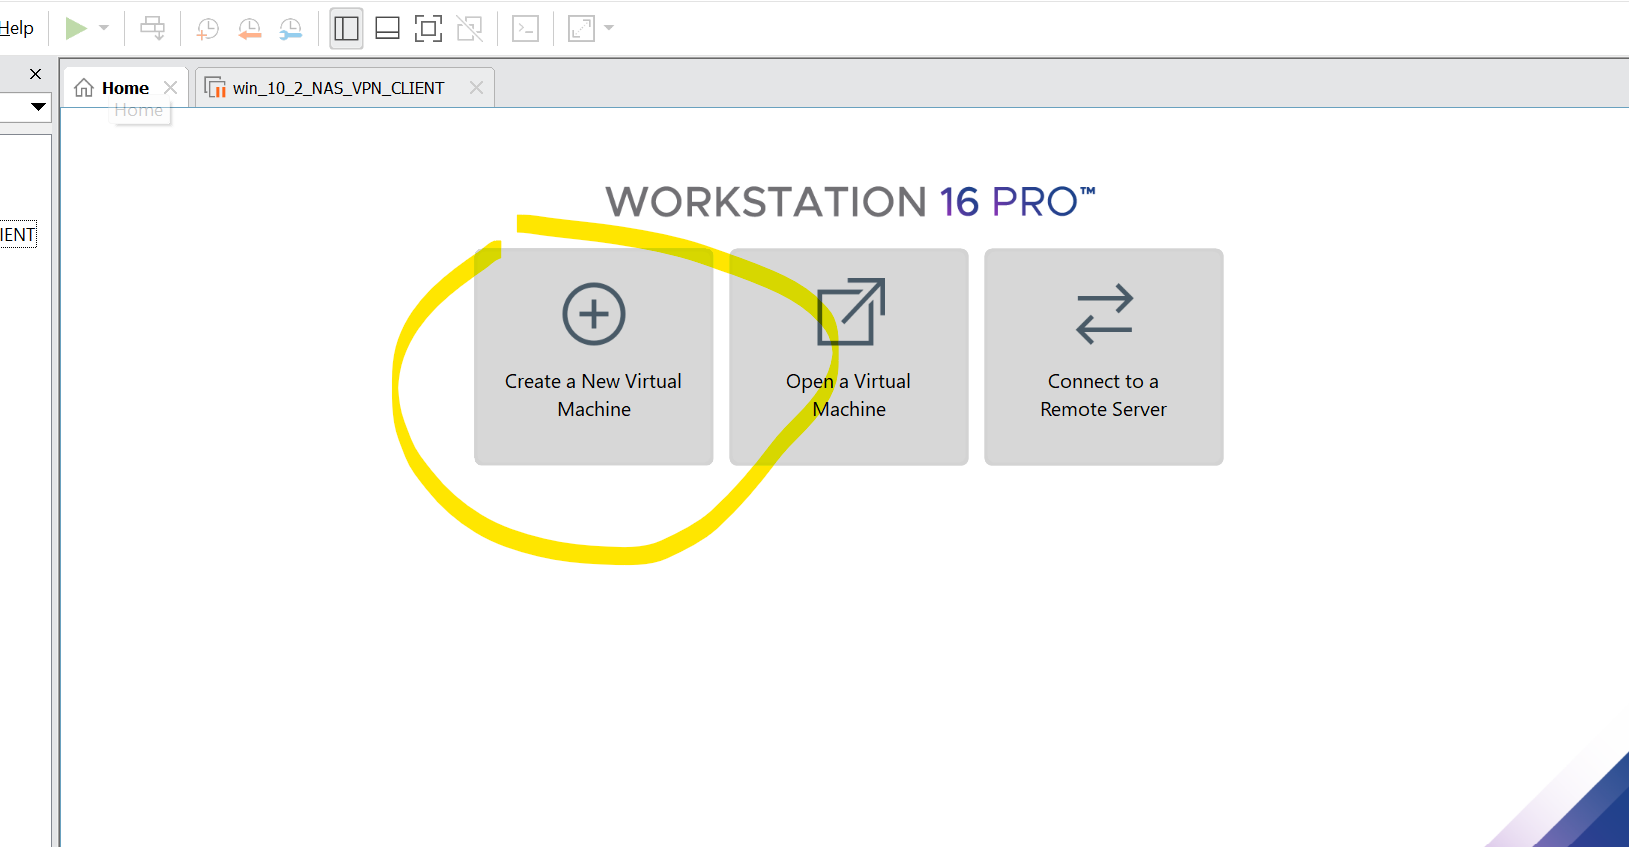 Help
Home
win_10_2_NAS_VPN_CLIENT
Home
IENT
WORKSTATION 16 PRO™
Create a New Virtual
Machine
Open a Virtual
Machine
Connect to a
Remote Server